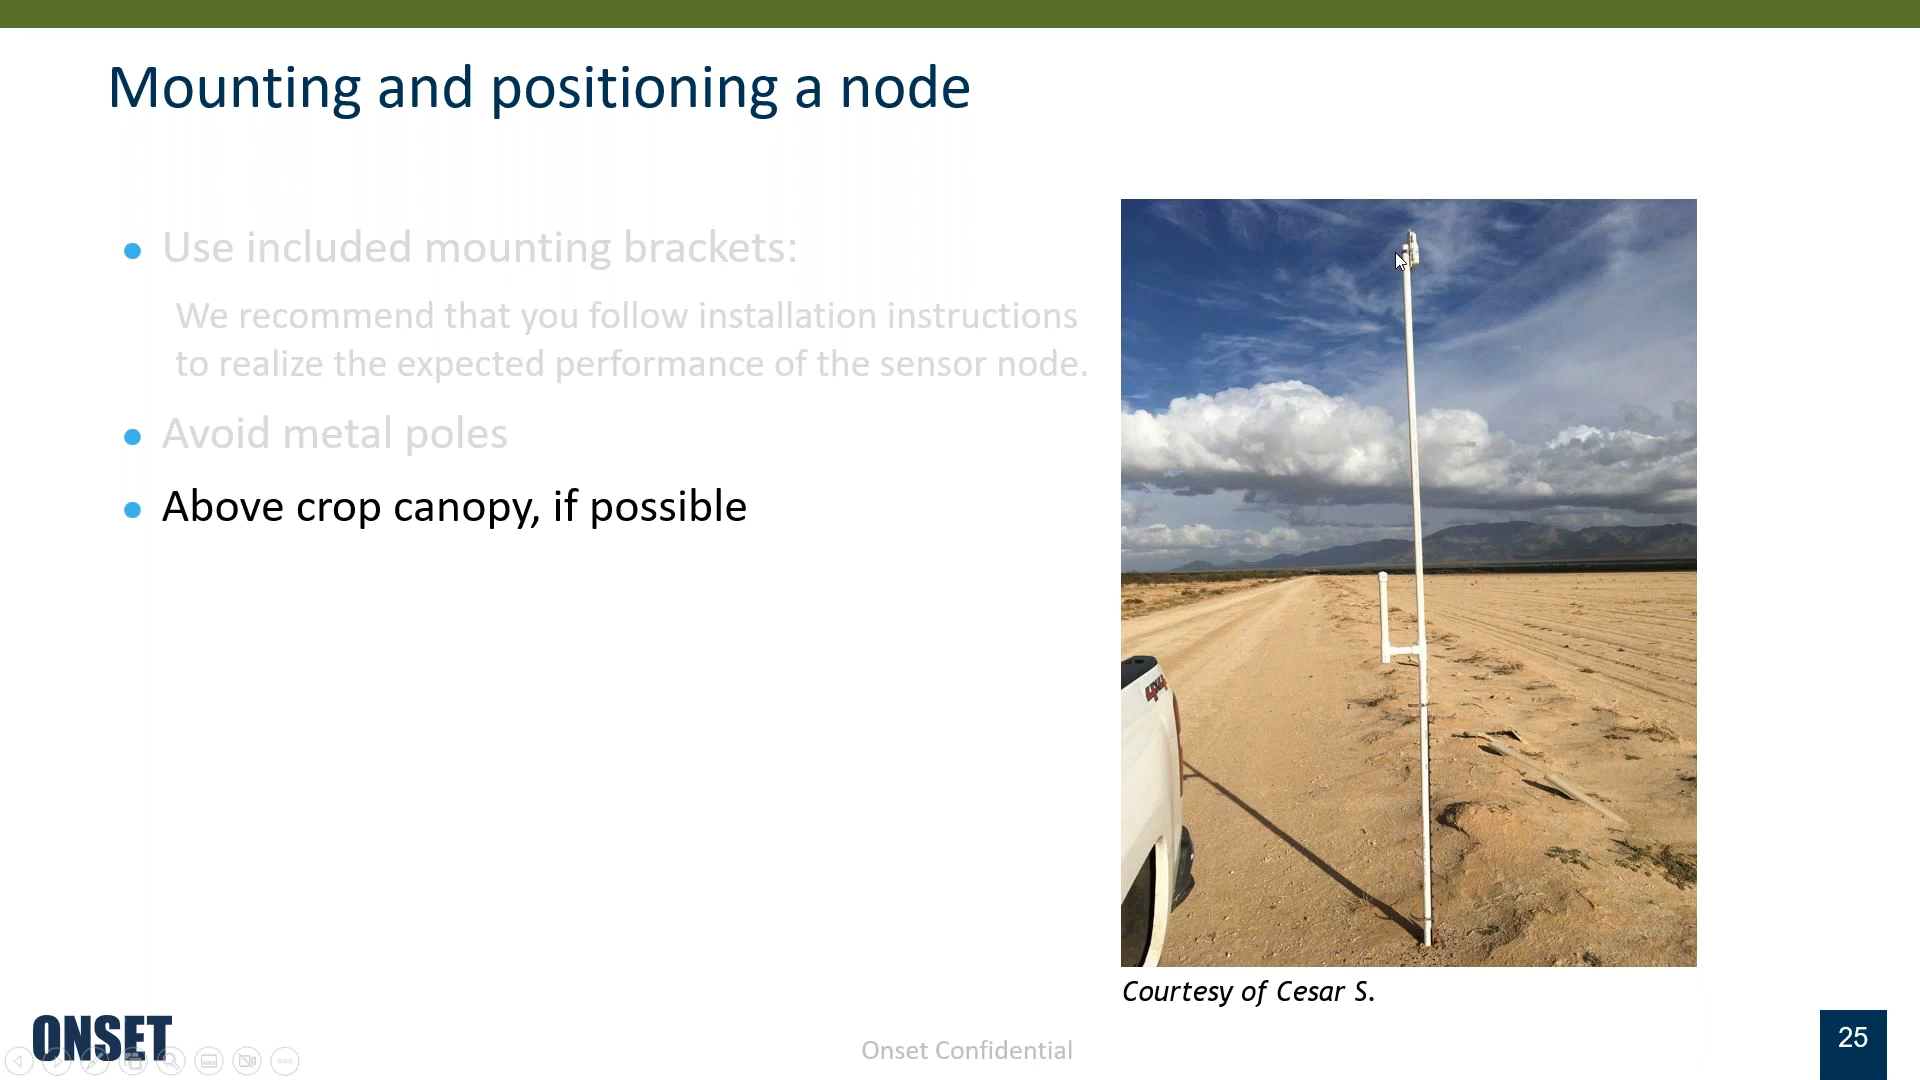 Mounting and positioning a node
Use included mounting brackets:
We recommend that you follow installation instructions
to realize the expected performance of the sensor node.
Avoid metal poles
Above crop canopy, if possible
4x4
Courtesy of Cesar S.
ONSET
Onset Confidential
25